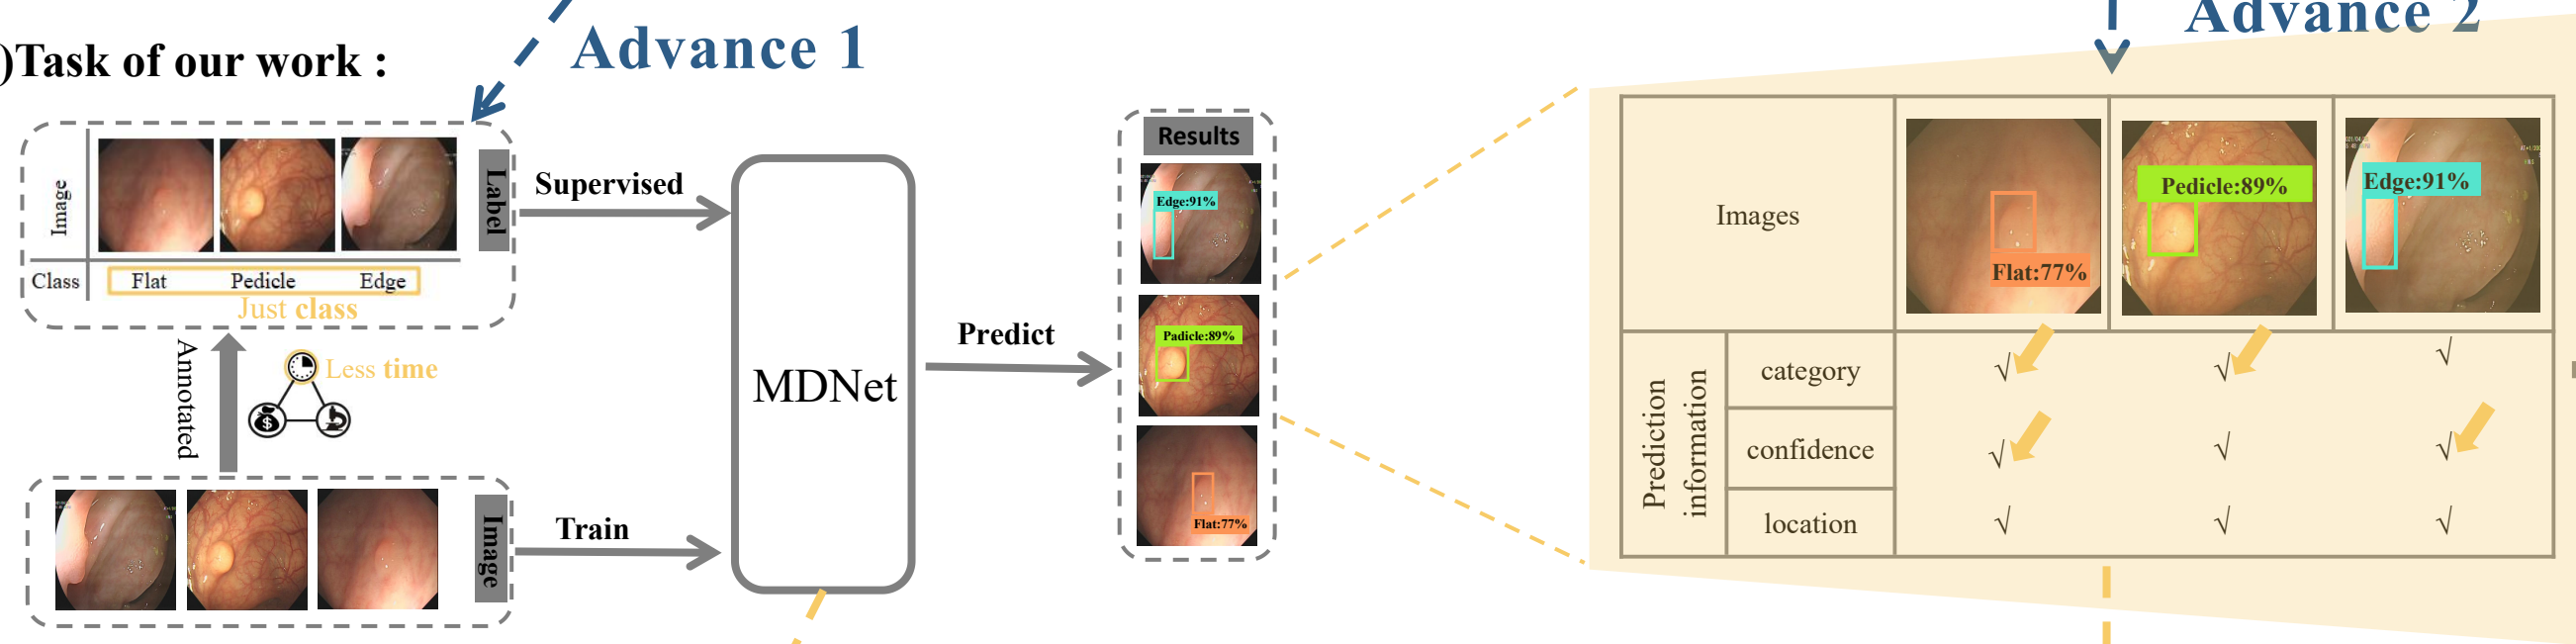 )Task of our work :
Advance 1
Advance 2
Image
Label
Class
Flat
Pedicle
Edge
Just class
Supervised
Annotated
Less time
Image
Train
MDNet
Predict
Results
Edge:91%
Padicle:89%
Flat:77%
Images
Flat:77%
Pedicle:89%
Edge:91%
Prediction
information
category
√
√
√
confidence
√
√
√
location
√
√
√